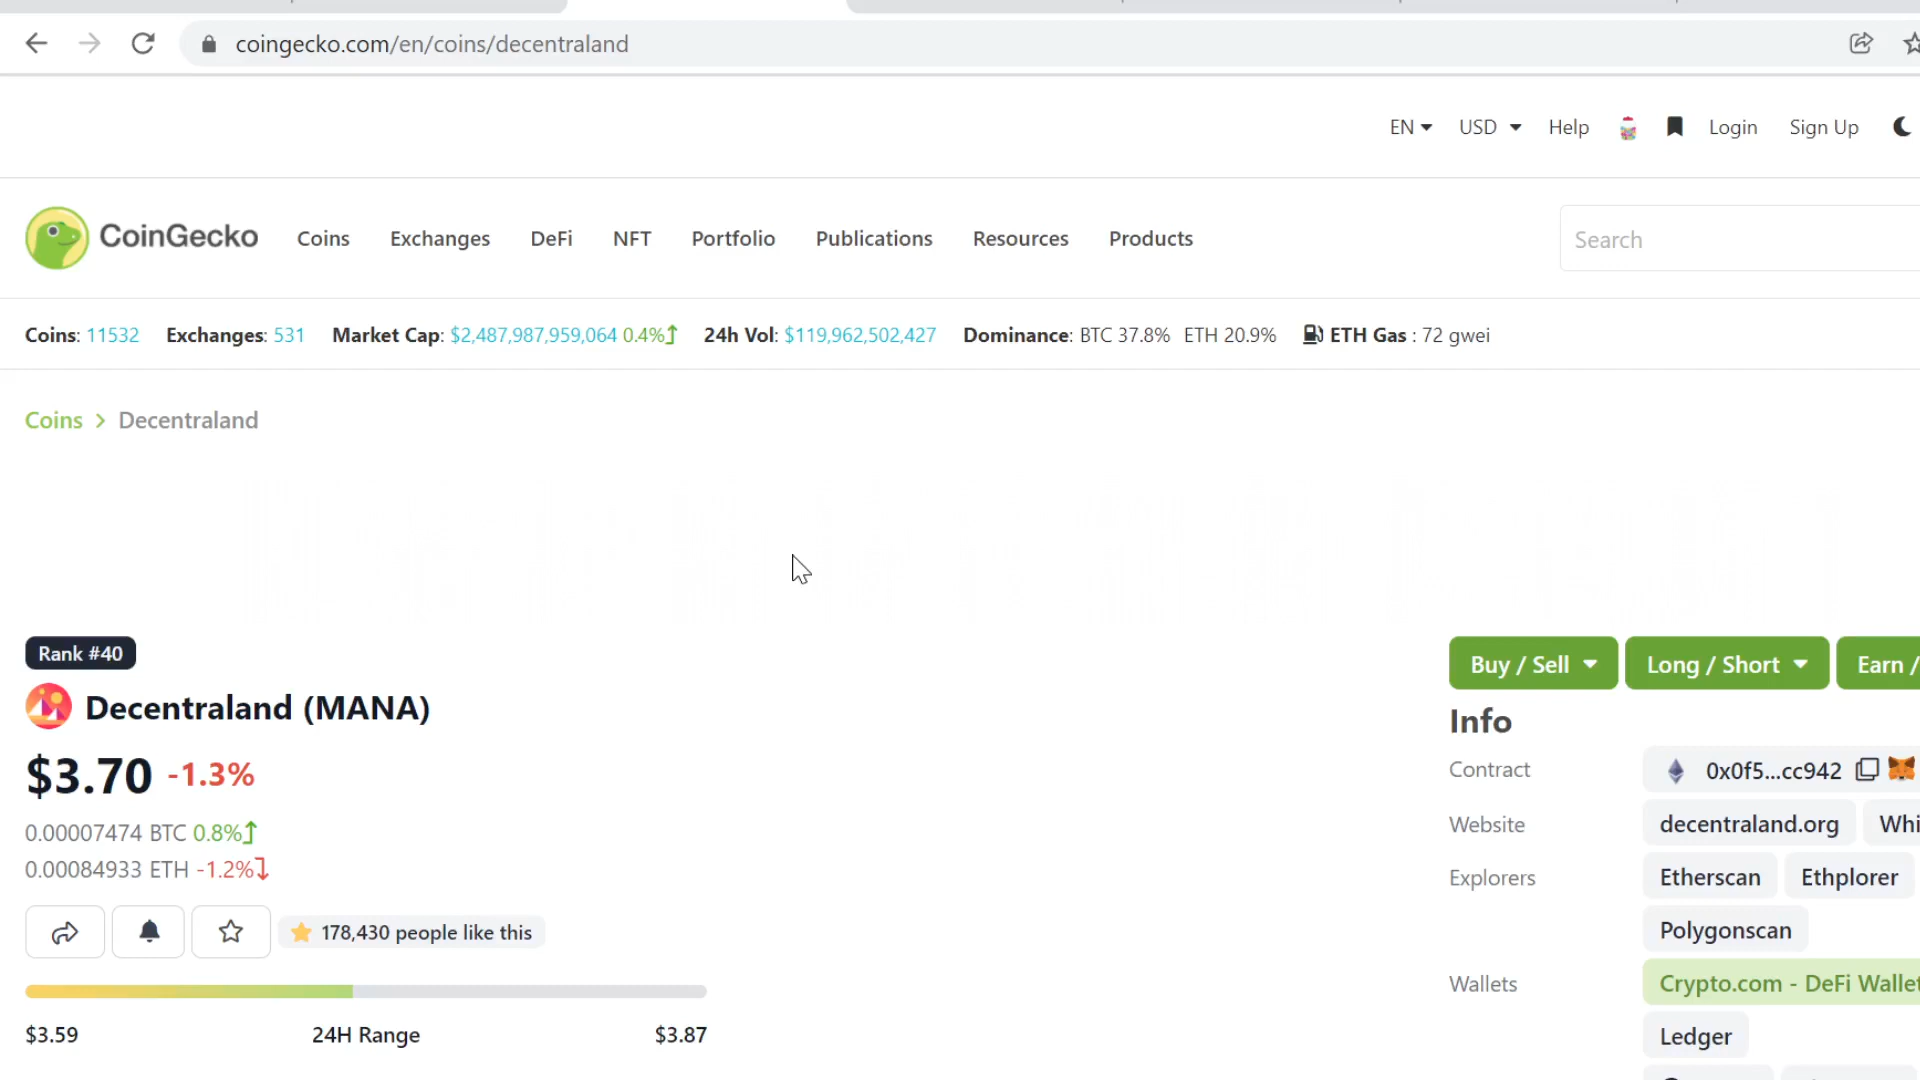 coingecko.com/en/coins/decentraland
EN USD Help Login Sign Up
CoinGecko Coins Exchanges DeFi NFT Portfolio Publications Resources Products Search
Coins: 11532 Exchanges: 531 Market Cap: $2,487,987,959,064 0.4% 24h Vol: $119,962,502,427 Dominance: BTC 37.8% ETH 20.9% ETH Gas : 72 gwei
Coins > Decentraland
Rank #40
Buy / Sell Long / Short Earn /
Decentraland (MANA)
Info
$3.70 -1.3%
Contract 0x0f5...cc942
0.00007474 BTC 0.8%
Website decentraland.org Whi
0.00084933 ETH -1.2%
Explorers Etherscan Ethplorer
178,430 people like this
Polygonscan
Wallets Crypto.com - DeFi Wallet
$3.59 24H Range $3.87
Ledger